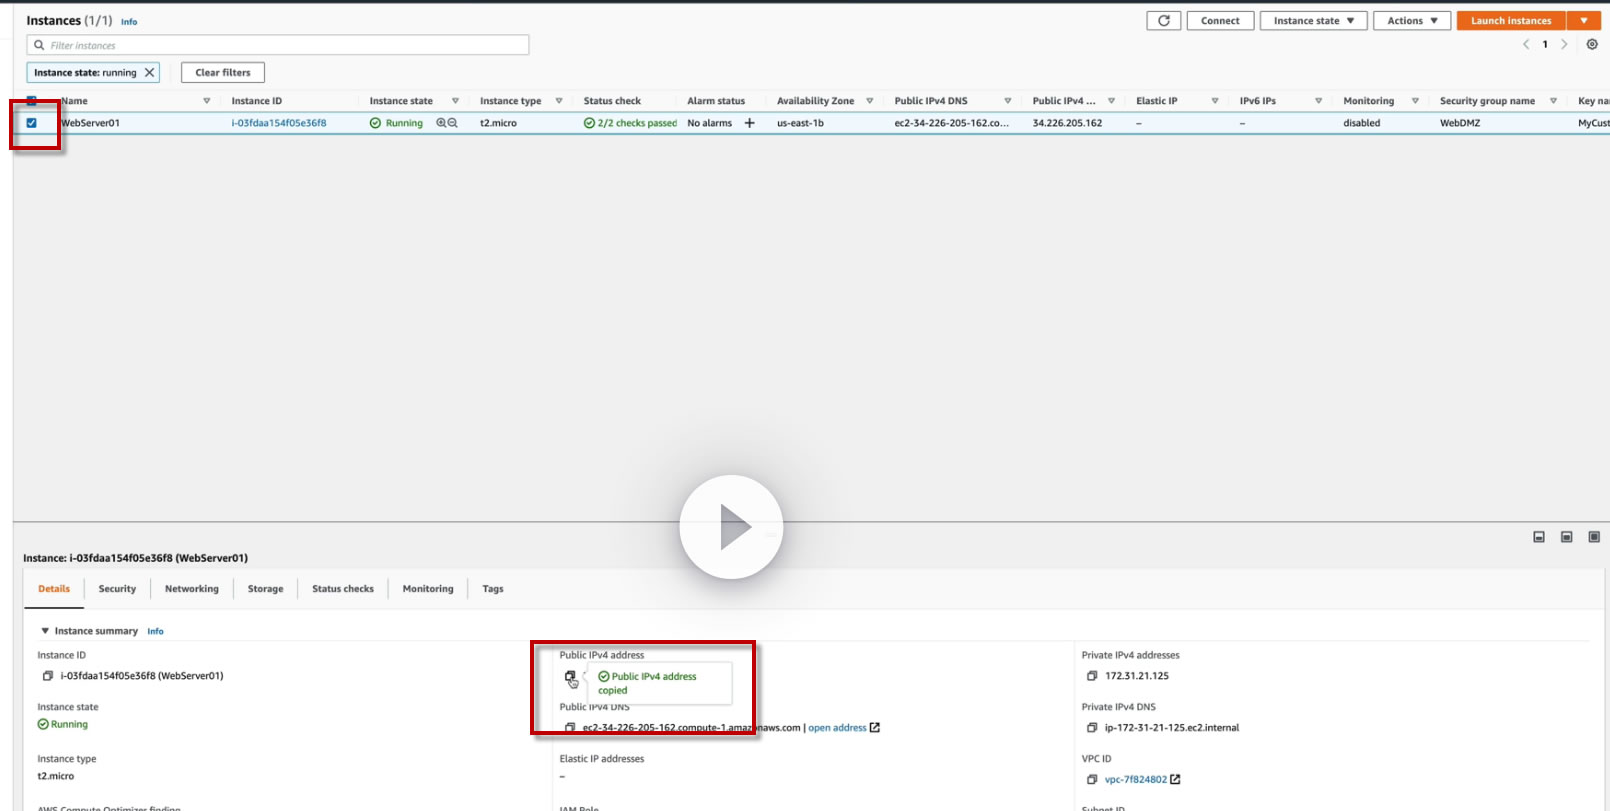 Instances (1/1) Info
Connect Instance state Actions Launch instances
Filter instances
1
Instance state: running Clear filters
Name Instance ID Instance state Instance type Status check Alarm status Availability Zone Public IPv4 DNS Public IPv4 ... Elastic IP IPv6 IPs Monitoring Security group name Key na
WebServer01 i-03fdaa154f05e36f8 Running t2.micro 2/2 checks passed No alarms us-east-1b ec2-34-226-205-162.co... 34.226.205.162 – – disabled WebDMZ MyCust
Instance: i-03fdaa154f05e36f8 (WebServer01)
Details Security Networking Storage Status checks Monitoring Tags
Instance summary Info
Instance ID Public IPv4 address Private IPv4 addresses
i-03fdaa154f05e36f8 (WebServer01) Public IPv4 address 172.31.21.125
copied
Instance state Public IPv4 DNS Private IPv4 DNS
Running ec2-34-226-205-162.compute-1.amazonaws.com | open address ip-172-31-21-125.ec2.internal
Instance type Elastic IP addresses VPC ID
t2.micro – vpc-7f824802
AWS Compute Optimizer finding IAM Role Subnet ID